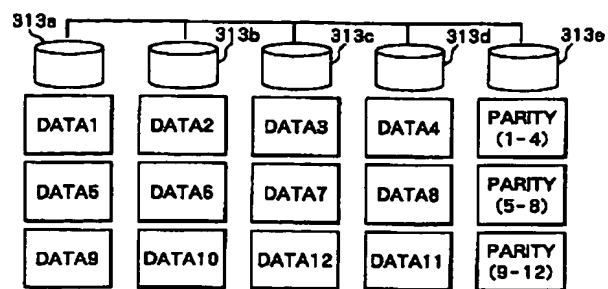 313a 313b 313c 313d 313e
DATA1 DATA2 DATA3 DATA4 PARITY (1-4)
DATA5 DATA6 DATA7 DATA8 PARITY (5-8)
DATA9 DATA10 DATA12 DATA11 PARITY (9-12)